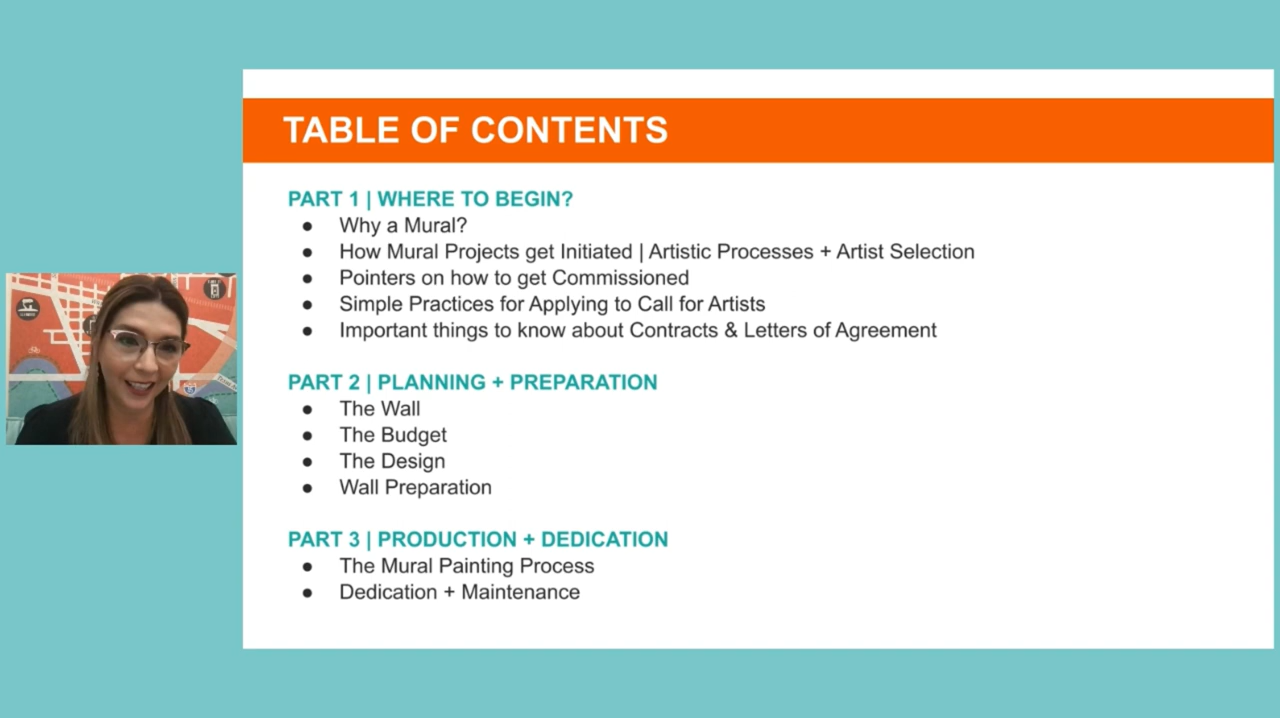 TABLE OF CONTENTS
PART 1 | WHERE TO BEGIN?
● Why a Mural?
● How Mural Projects get Initiated | Artistic Processes + Artist Selection
● Pointers on how to get Commissioned
● Simple Practices for Applying to Call for Artists
● Important things to know about Contracts & Letters of Agreement
PART 2 | PLANNING + PREPARATION
● The Wall
● The Budget
● The Design
● Wall Preparation
PART 3 | PRODUCTION + DEDICATION
● The Mural Painting Process
● Dedication + Maintenance